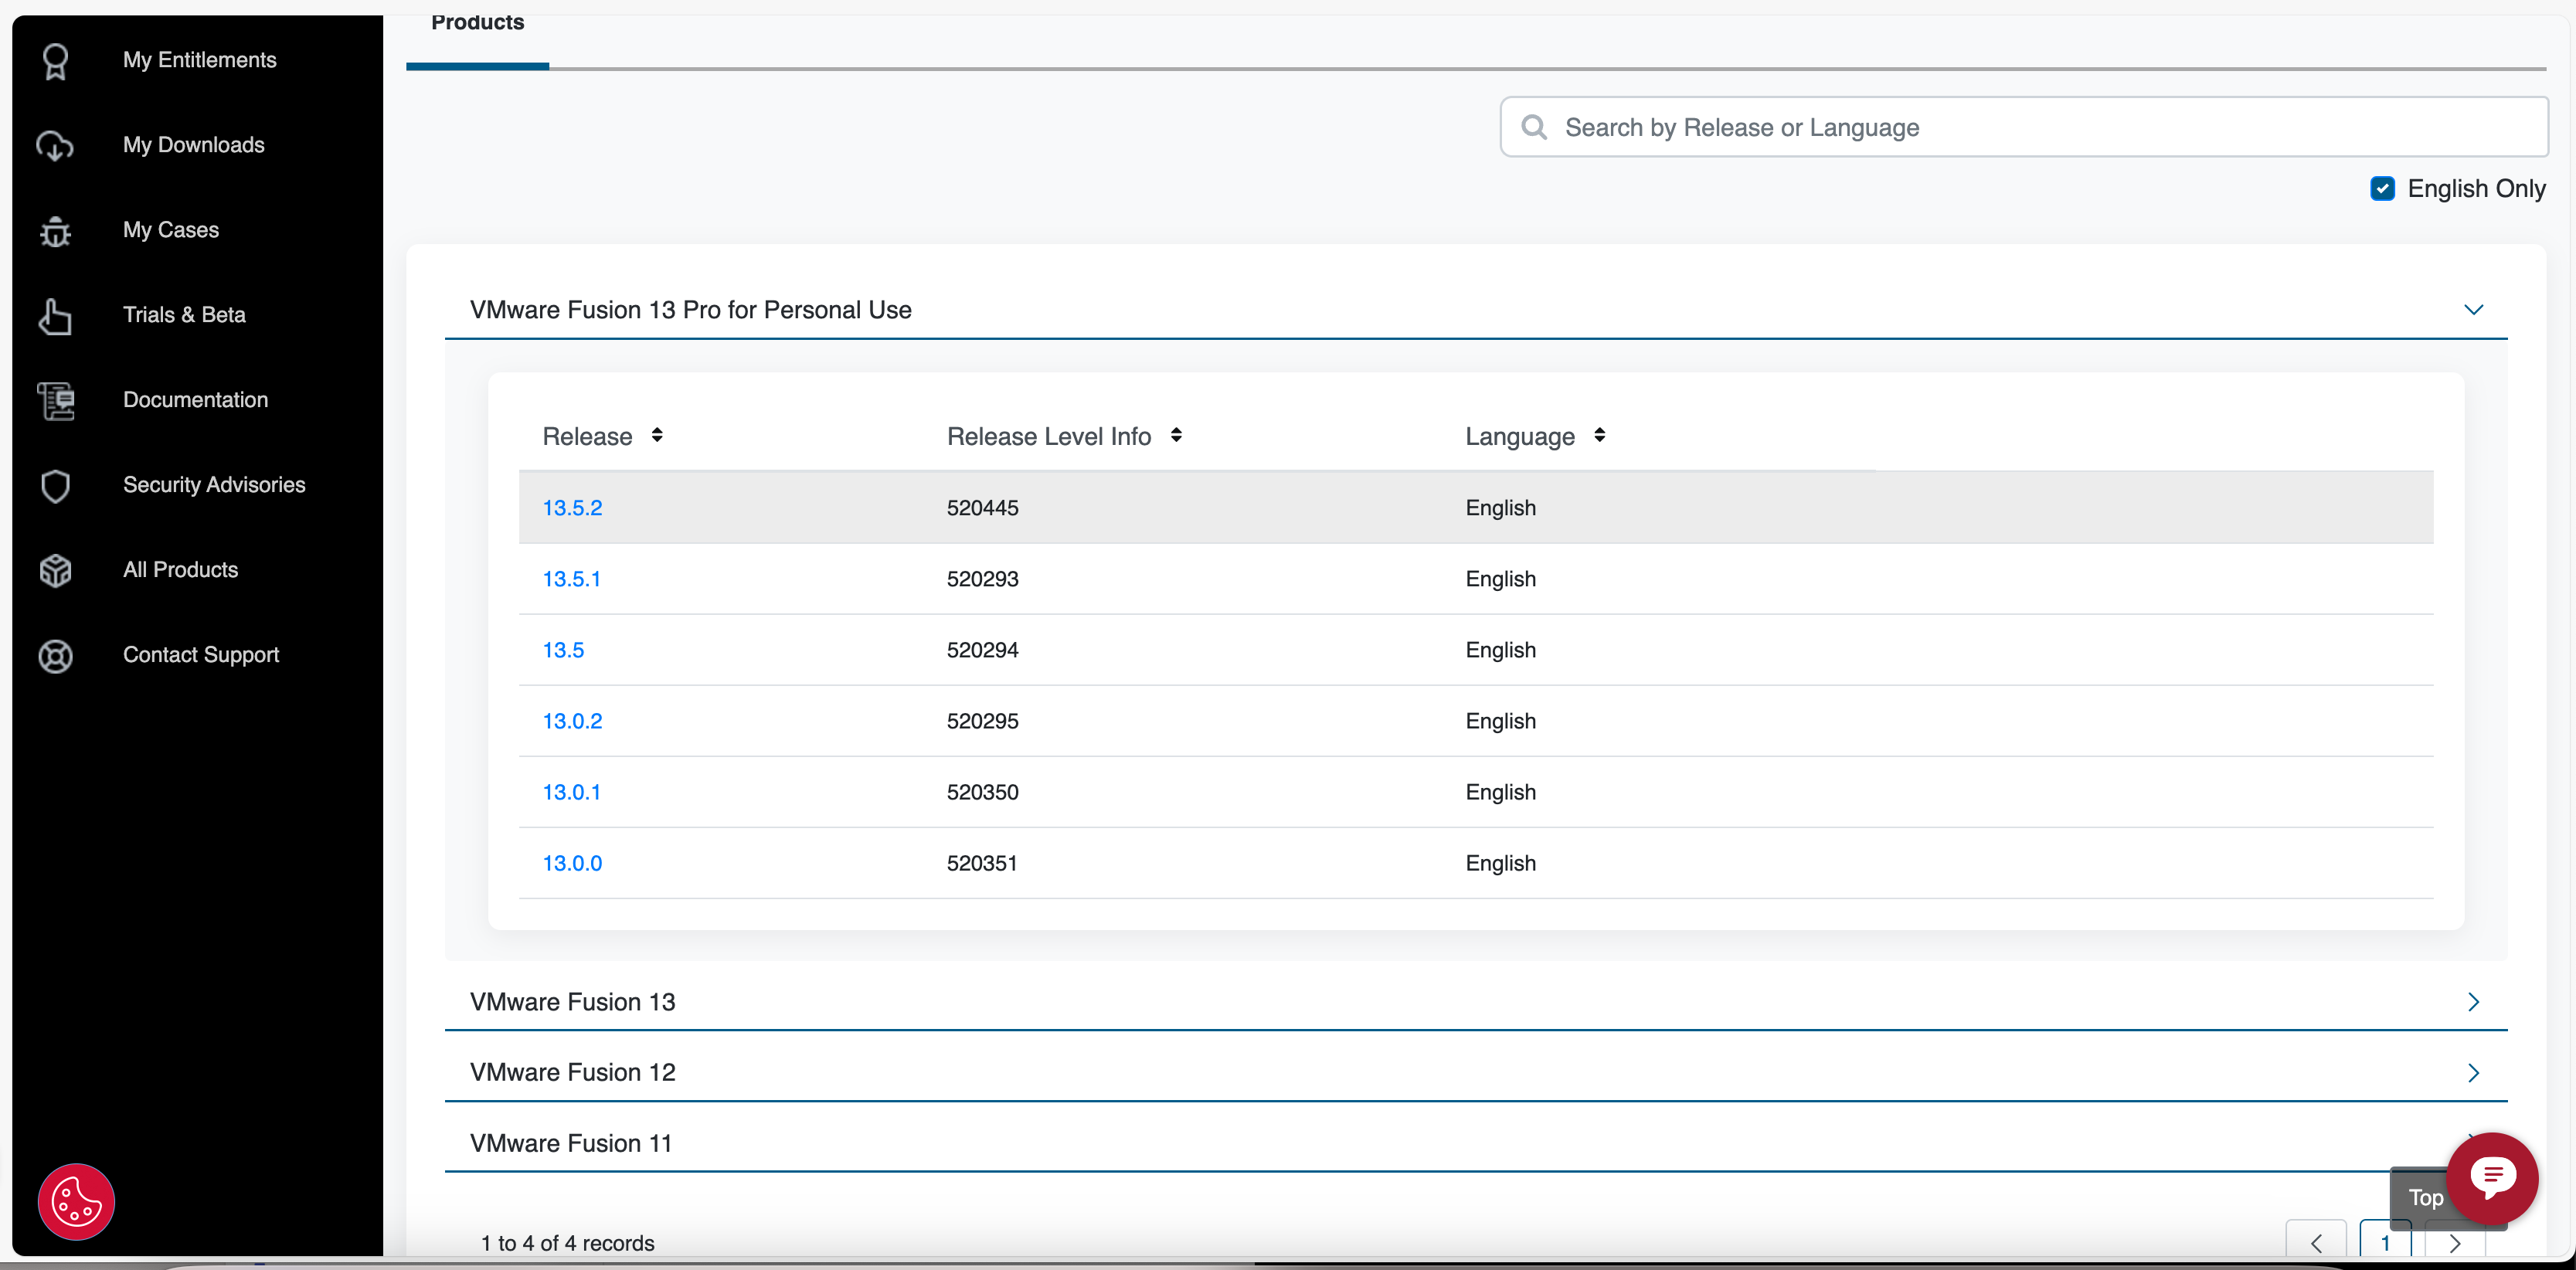 Products
My Entitlements
My Downloads
My Cases
Trials & Beta
Documentation
Security Advisories
All Products
Contact Support
Search by Release or Language
English Only
VMware Fusion 13 Pro for Personal Use
Release Release Level Info Language
13.5.2 520445 English
13.5.1 520293 English
13.5 520294 English
13.0.2 520295 English
13.0.1 520350 English
13.0.0 520351 English
VMware Fusion 13
VMware Fusion 12
VMware Fusion 11
Top
1 to 4 of 4 records
1